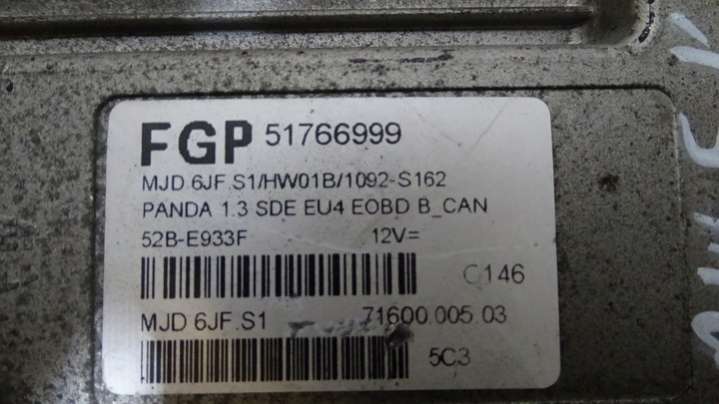 FGP 51766999
MJD 6JF.S1/HW01B/1092-S162
PANDA 1.3 SDE EU4 EOBD B_CAN
52B-E933F 12V=
C146
MJD 6JF.S1 71600.005.03
5C3